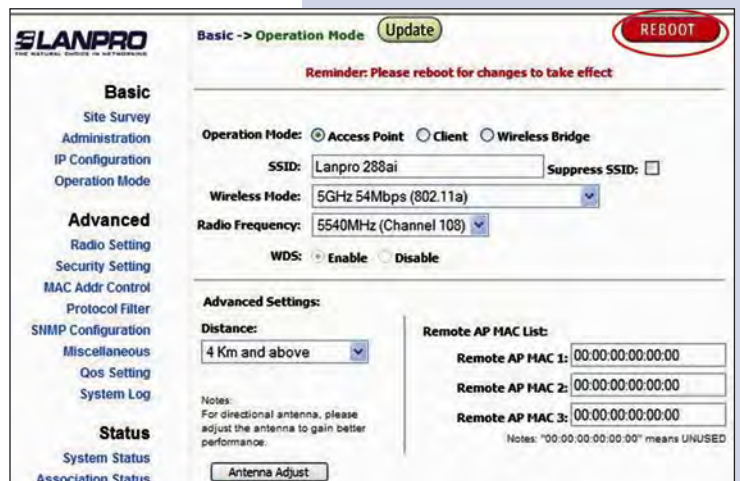 LANPRO
THE NATURAL CHOICE IN NETWORKING
Basic -> Operation Mode
Update
REBOOT
Reminder: Please reboot for changes to take effect
Basic
Site Survey
Administration
IP Configuration
Operation Mode
Advanced
Radio Setting
Security Setting
MAC Addr Control
Protocol Filter
SNMP Configuration
Miscellaneous
Qos Setting
System Log
Status
System Status
Association Status
Operation Mode: Access Point Client Wireless Bridge
SSID: Lanpro 288ai Suppress SSID:
Wireless Mode: 5GHz 54Mbps (802.11a)
Radio Frequency: 5540MHz (Channel 108)
WDS: Enable Disable
Advanced Settings:
Distance:
4 Km and above
Notes:
For directional antenna, please
adjust the antenna to gain better
performance.
Antenna Adjust
Remote AP MAC List:
Remote AP MAC 1: 00:00:00:00:00:00
Remote AP MAC 2: 00:00:00:00:00:00
Remote AP MAC 3: 00:00:00:00:00:00
Notes: "00:00:00:00:00:00" means UNUSED